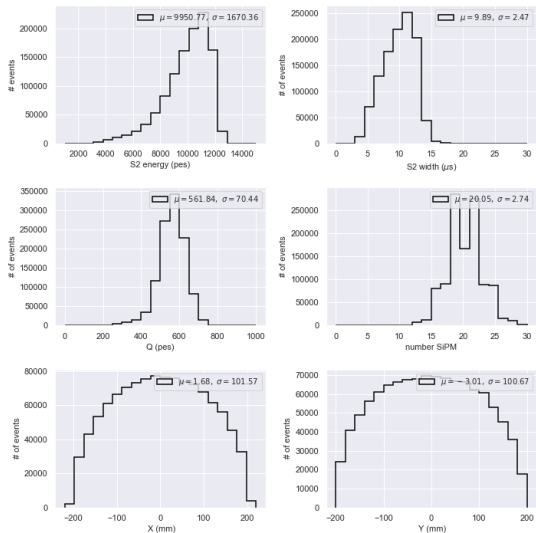 μ = 9950.77, σ = 1670.36
# events
200000
150000
100000
50000
0
2000 4000 6000 8000 10000 12000 14000
S2 energy (pes)
μ = 9.89, σ = 2.47
# of events
250000
200000
150000
100000
50000
0
0 5 10 15 20 25 30
S2 width (μs)
μ = 561.84, σ = 70.44
# of events
350000
300000
250000
200000
150000
100000
50000
0
0 200 400 600 800 1000
Q (pes)
μ = 20.05, σ = 2.74
# of events
250000
200000
150000
100000
50000
0
0 5 10 15 20 25 30
number SiPM
μ = 1.68, σ = 101.57
# of events
80000
60000
40000
20000
0
−200 −100 0 100 200
X (mm)
μ = −3.01, σ = 100.67
# of events
70000
60000
50000
40000
30000
20000
10000
0
−200 −100 0 100 200
Y (mm)